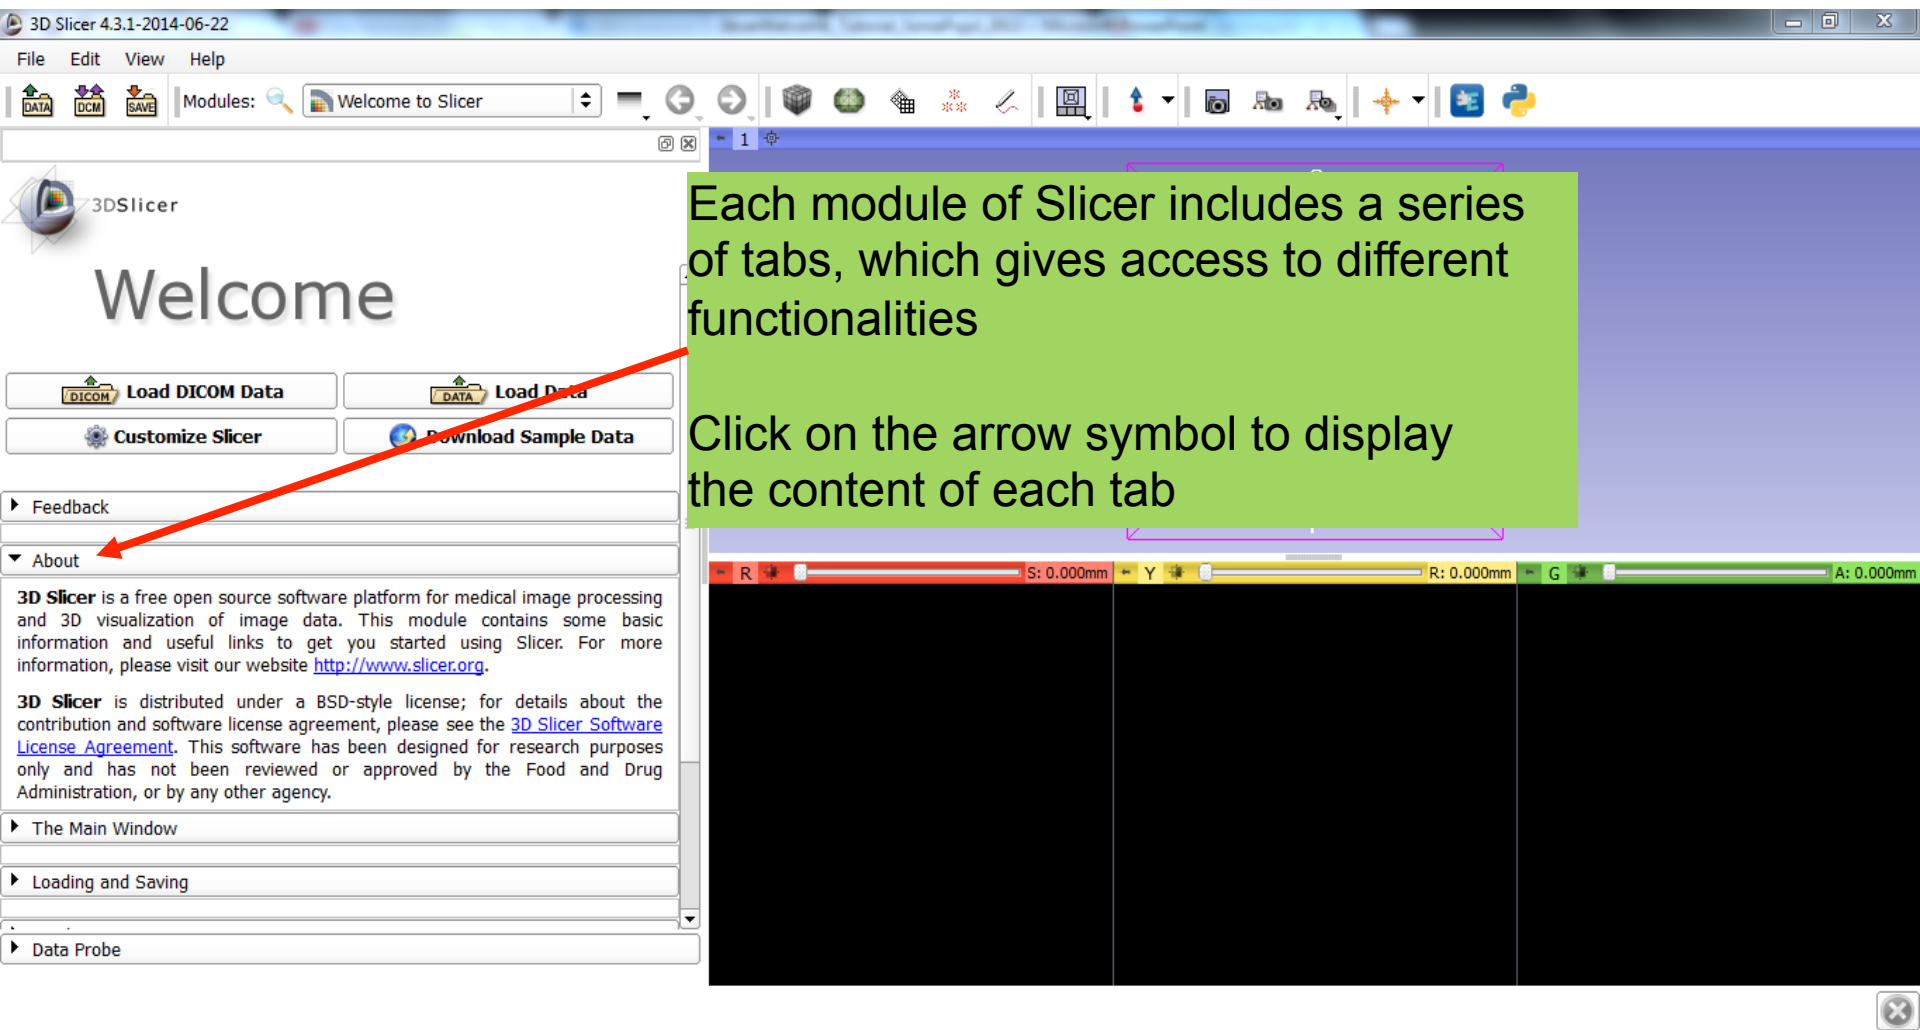 3D Slicer 4.3.1-2014-06-22
File Edit View Help
DATA DCM SAVE Modules: Welcome to Slicer
1
3DSlicer
Welcome
Each module of Slicer includes a series
of tabs, which gives access to different
functionalities
Click on the arrow symbol to display
the content of each tab
DICOM Load DICOM Data
DATA Load Data
Customize Slicer
Download Sample Data
Feedback
About
3D Slicer is a free open source software platform for medical image processing
and 3D visualization of image data. This module contains some basic
information and useful links to get you started using Slicer. For more
information, please visit our website http://www.slicer.org.
3D Slicer is distributed under a BSD-style license; for details about the
contribution and software license agreement, please see the 3D Slicer Software
License Agreement. This software has been designed for research purposes
only and has not been reviewed or approved by the Food and Drug
Administration, or by any other agency.
The Main Window
Loading and Saving
Data Probe
R S: 0.000mm
Y R: 0.000mm
G A: 0.000mm